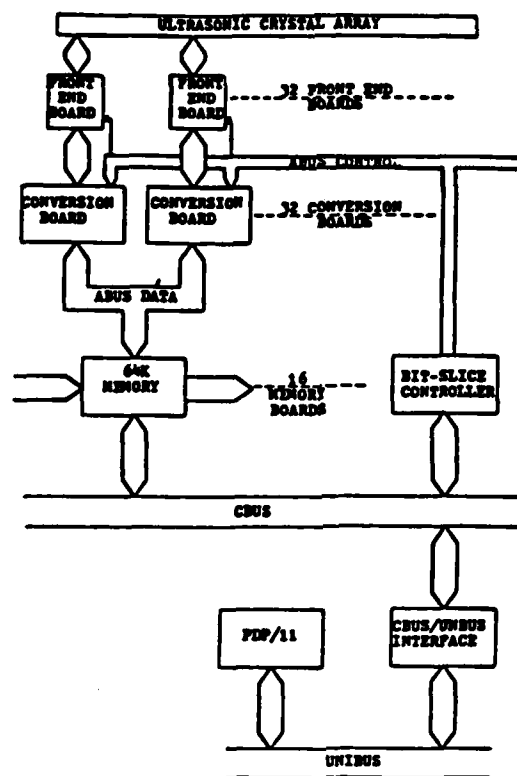 ULTRASONIC CRYSTAL ARRAY
FRONT
END
BOARD
FRONT
END
BOARD
32 FRONT END
BOARDS
ABUS CONTROL
CONVERSION
BOARD
CONVERSION
BOARD
32 CONVERSION
BOARDS
ABUS DATA
64K
MEMORY
16
MEMORY
BOARDS
BIT-SLICE
CONTROLLER
CBUS
PDP/11
CBUS/UNBUS
INTERFACE
UNIBUS